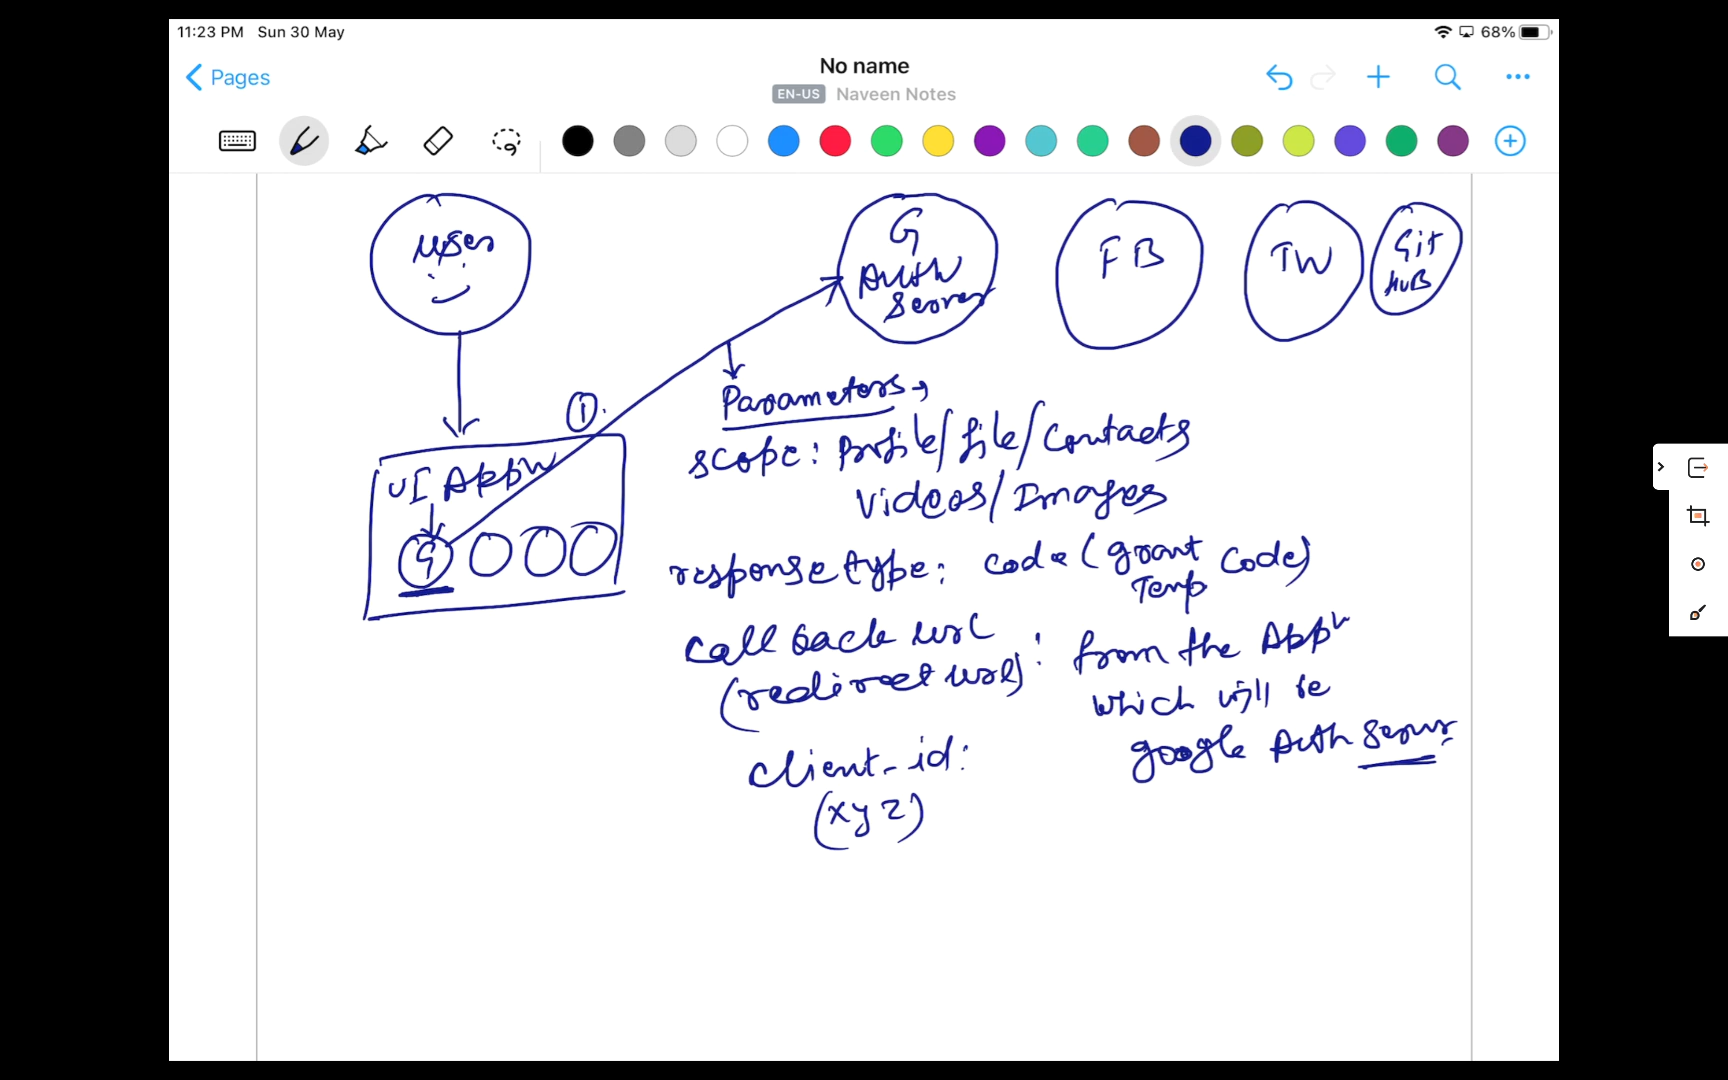 11:23 PM Sun 30 May
68%
Pages
No name
EN-US Naveen Notes
user
G
Auth
Server
FB
TW
Git
HUB
①
Parameters
UI Appn
G
scope: Profile/file/Contacts
Videos/Images
response type: code (grant Code)
Temp
Call back url
(redirect url) : from the Appn
which will be
google Auth Server
client-id:
(xyz)